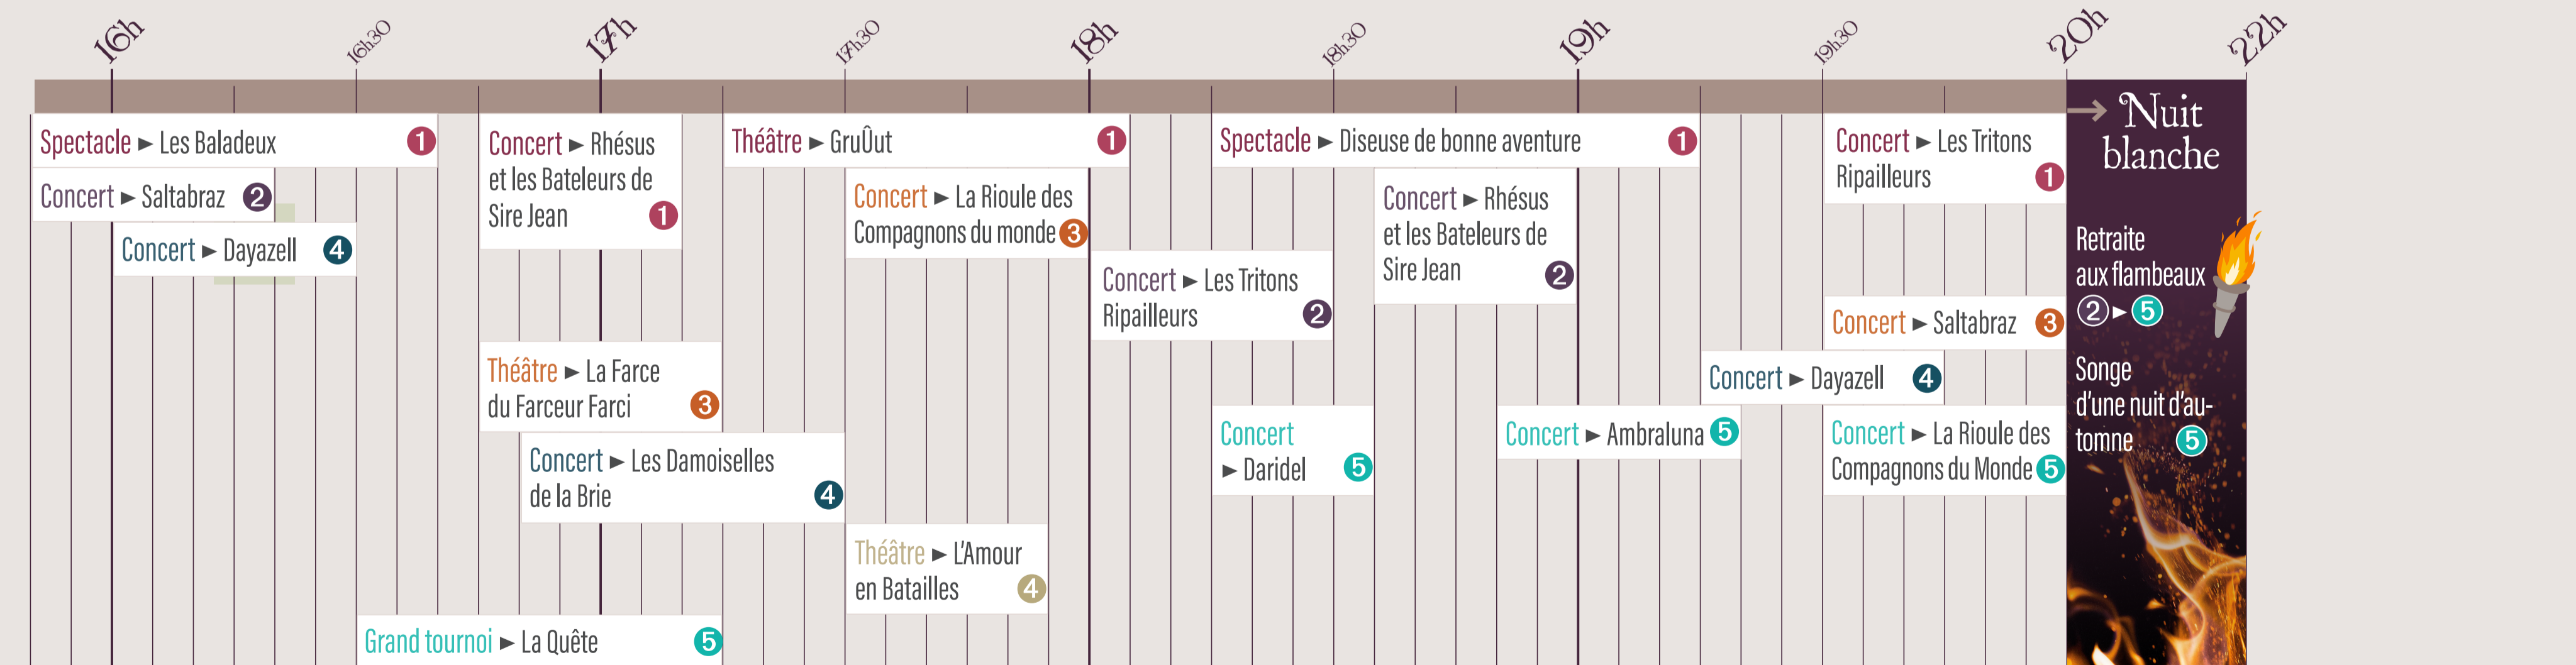 16h
16h30
17h
17h30
18h
18h30
19h
19h30
20h
22h
Spectacle ► Les Baladeux 1
Concert ► Saltabraz 2
Concert ► Dayazell 4
Concert ► Rhésus
et les Bateleurs de
Sire Jean 1
Théâtre ► La Farce
du Farceur Farci 3
Concert ► Les Damoiselles
de la Brie 4
Grand tournoi ► La Quête 5
Théâtre ► GruÛut 1
Concert ► La Rioule des
Compagnons du monde 3
Théâtre ► L'Amour
en Batailles 4
Concert ► Les Tritons
Ripailleurs 2
Spectacle ► Diseuse de bonne aventure 1
Concert ► Rhésus
et les Bateleurs de
Sire Jean 2
Concert
► Daridel 5
Concert ► Ambraluna 5
Concert ► Les Tritons
Ripailleurs 1
Concert ► Saltabraz 3
Concert ► Dayazell 4
Concert ► La Rioule des
Compagnons du Monde 5
→ Nuit
blanche
Retraite
aux flambeaux
2 ► 5
Songe
d'une nuit d'au-
tomne 5